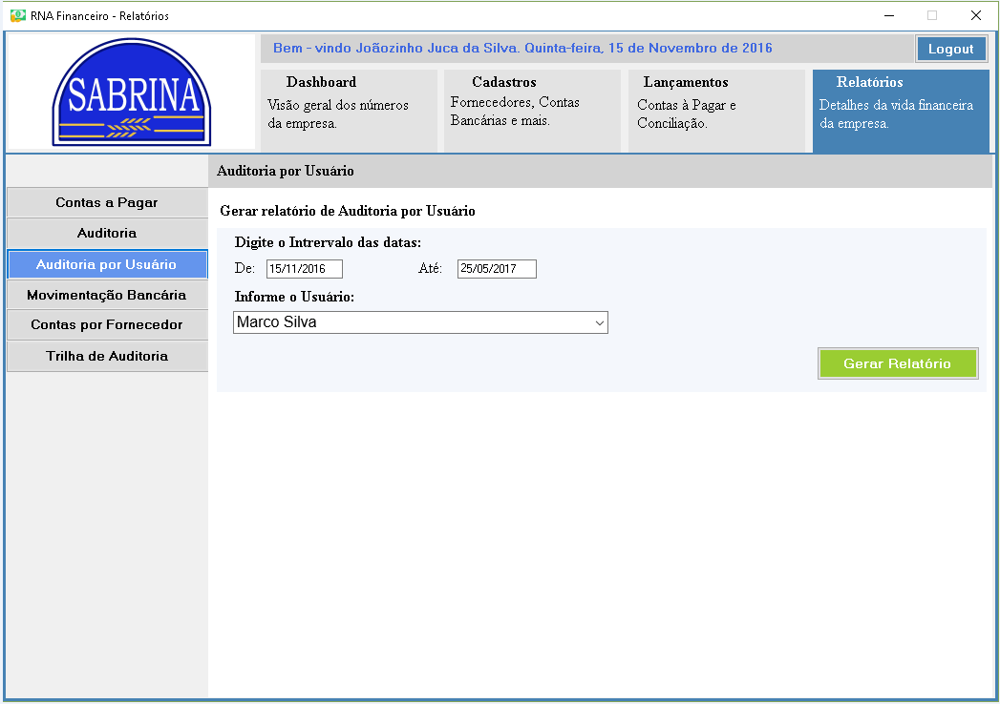 RNA Financeiro - Relatórios
SABRINA
Bem - vindo Joãozinho Juca da Silva. Quinta-feira, 15 de Novembro de 2016
Logout
Dashboard
Visão geral dos números
da empresa.
Cadastros
Fornecedores, Contas
Bancárias e mais.
Lançamentos
Contas à Pagar e
Conciliação.
Relatórios
Detalhes da vida financeira
da empresa.
Contas a Pagar
Auditoria
Auditoria por Usuário
Movimentação Bancária
Contas por Fornecedor
Trilha de Auditoria
Auditoria por Usuário
Gerar relatório de Auditoria por Usuário
Digite o Intrervalo das datas:
De: 15/11/2016 Até: 25/05/2017
Informe o Usuário:
Marco Silva
Gerar Relatório